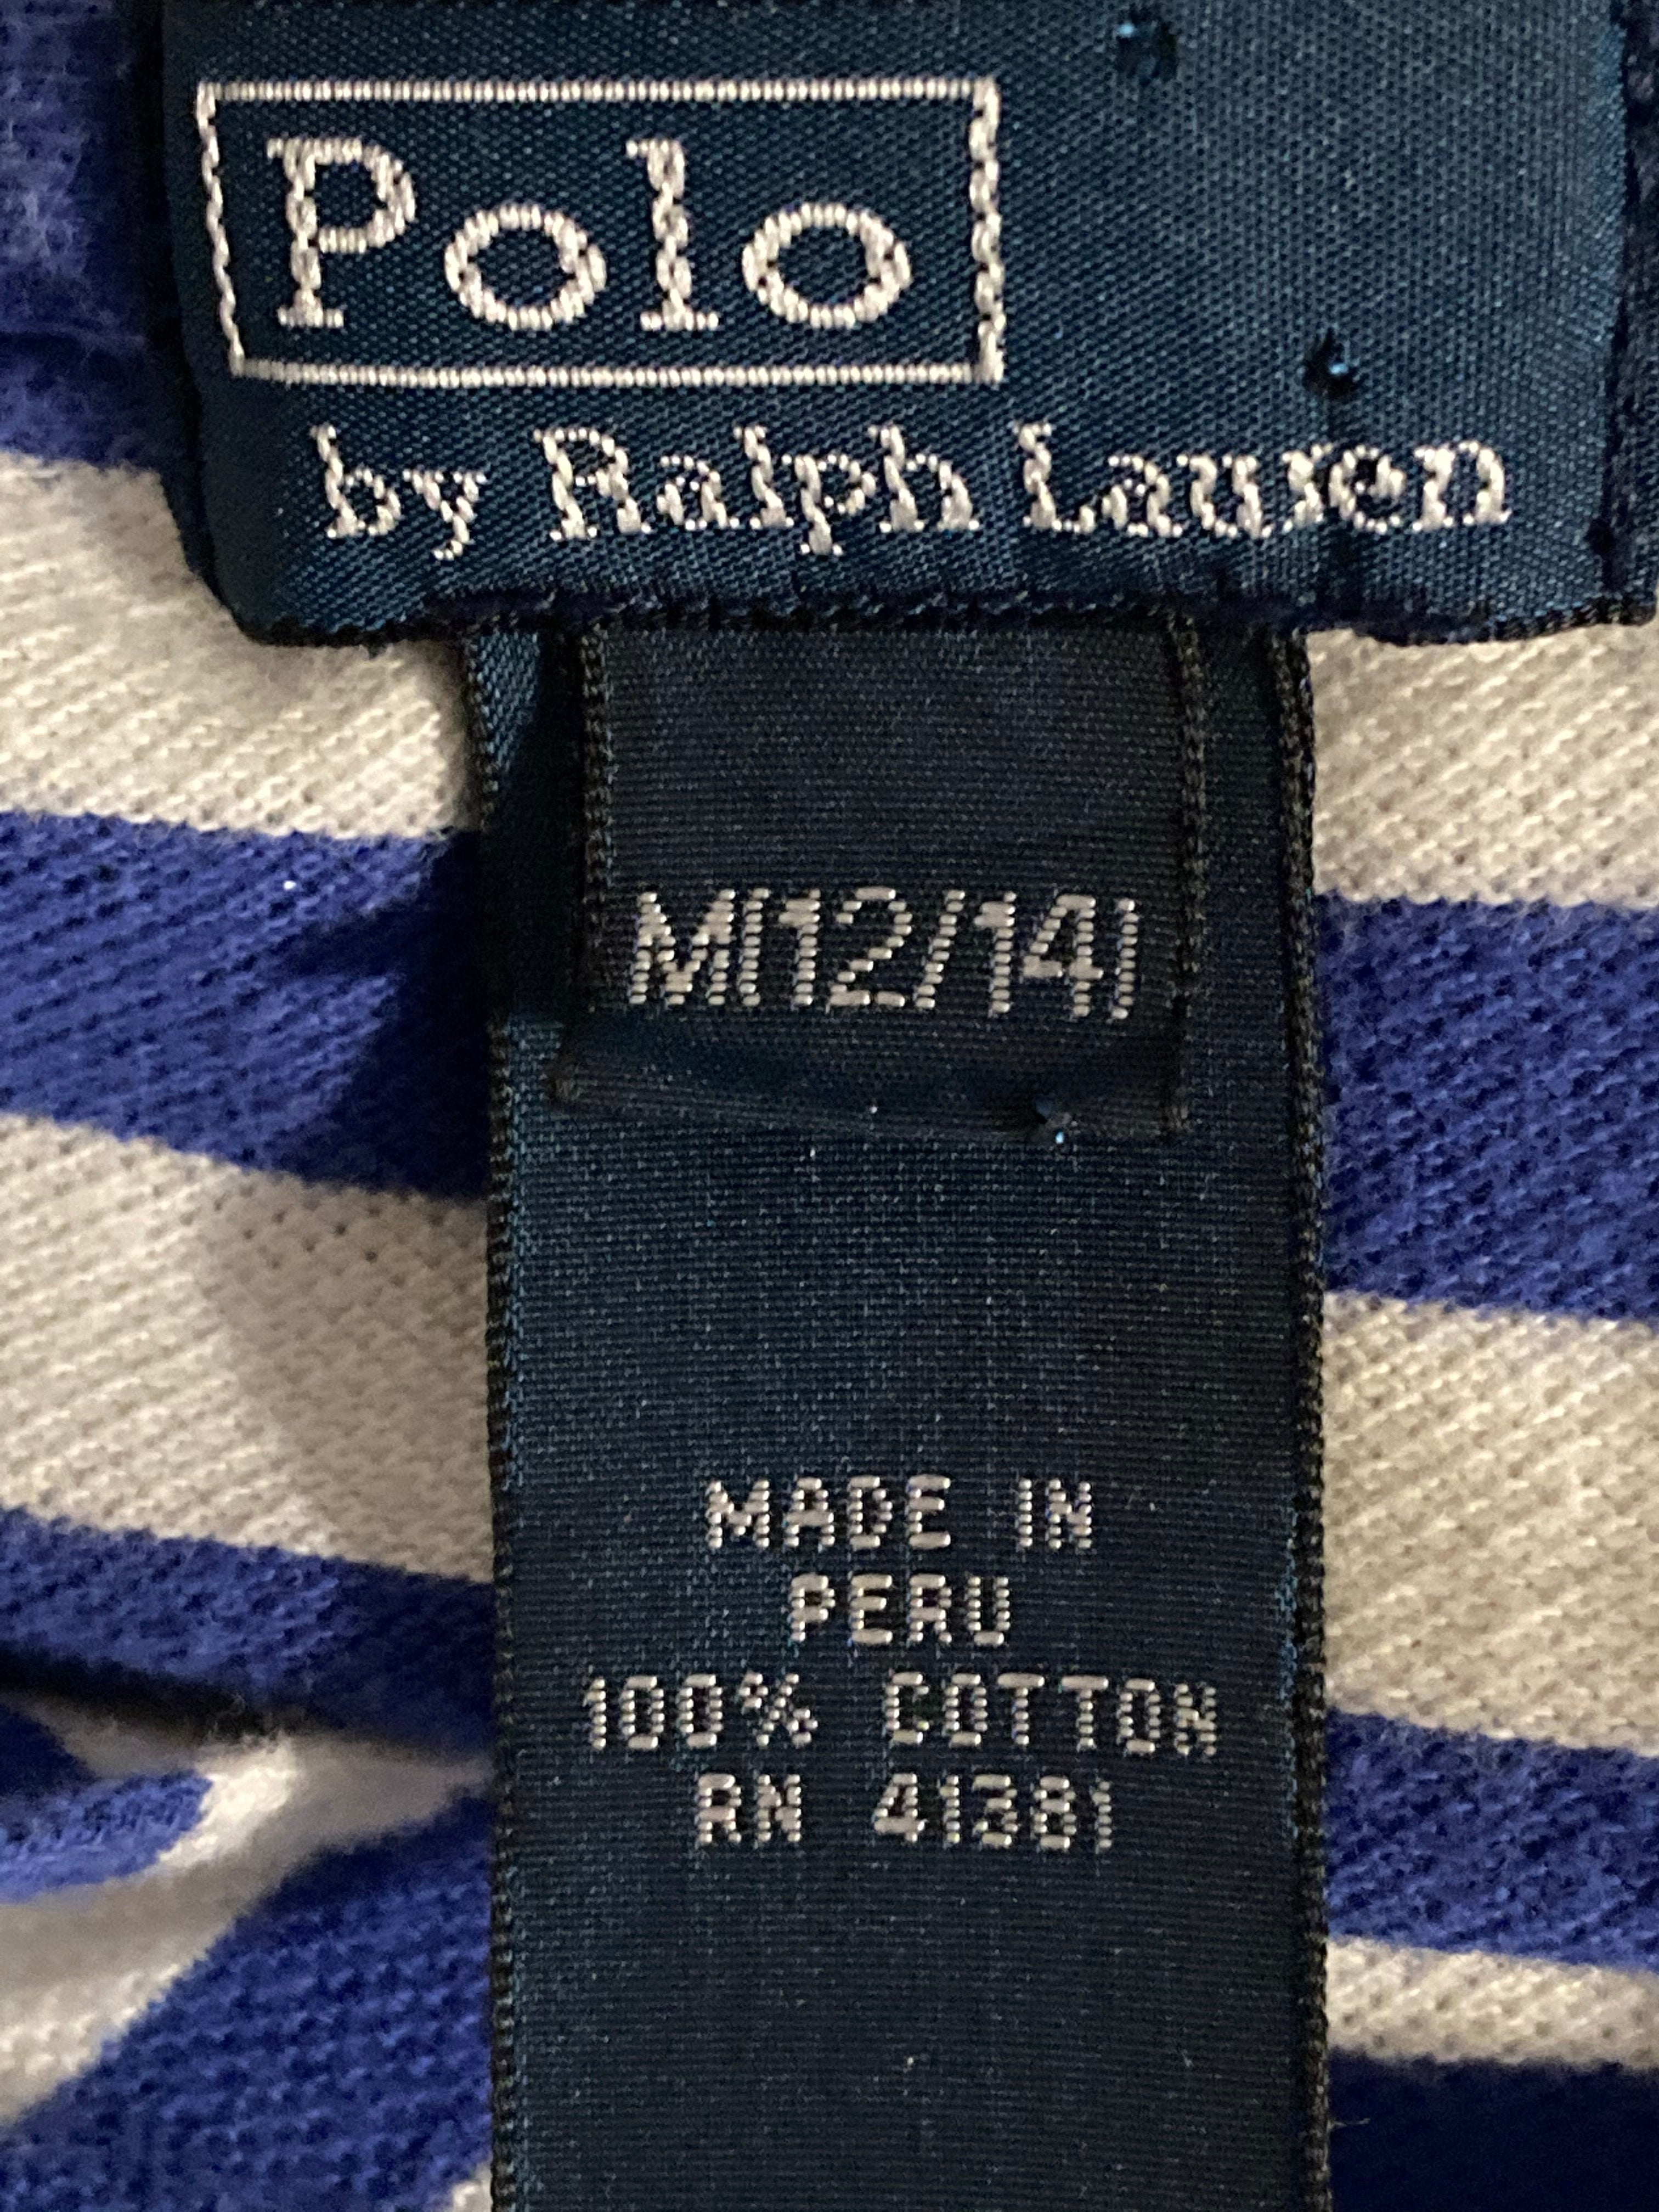 Polo
by Ralph Lauren
M(12/14)
MADE IN
PERU
100% COTTON
RN 41381